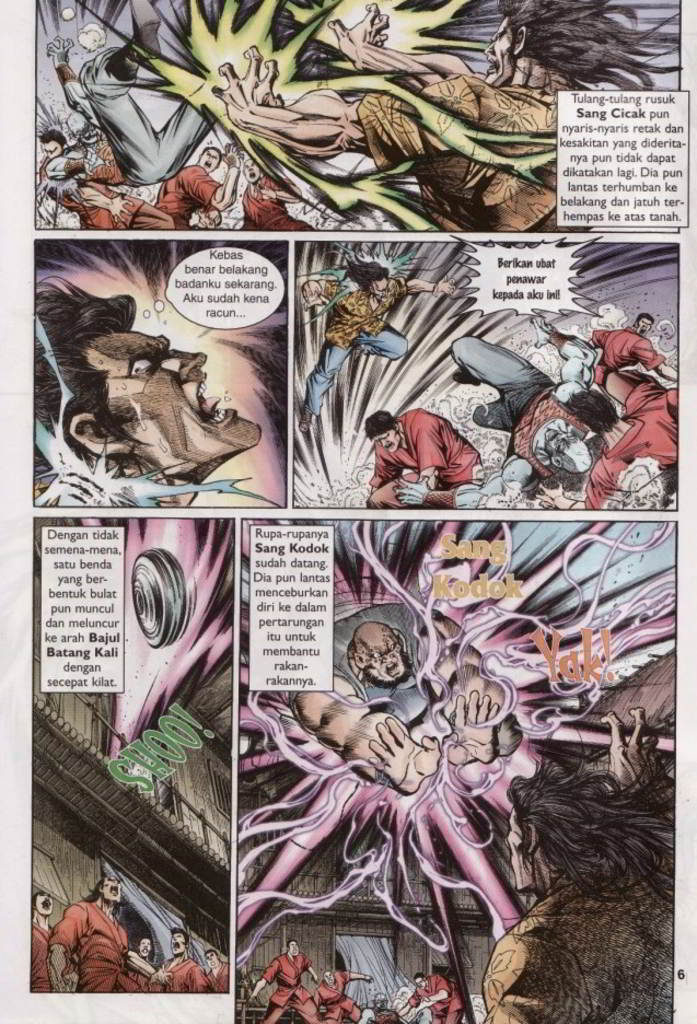 Tulang-tulang rusuk
Sang Cicak pun
nyaris-nyaris retak dan
kesakitan yang diderita-
nya pun tidak dapat
dikatakan lagi. Dia pun
lantas terhumban ke
belakang dan jatuh ter-
hempas ke atas tanah.
Kebas
benar belakang
badanku sekarang.
Aku sudah kena
racun...
Berikan ubat
penawar
kepada aku ini!
Dengan tidak
semena-mena,
satu benda
yang ber-
bentuk bulat
pun muncul
dan meluncur
ke arah Bajul
Batang Kali
dengan
secepat kilat.
SHOO!
Rupa-rupanya
Sang Kodok
sudah datang.
Dia pun lantas
menceburkan
diri ke dalam
pertarungan
itu untuk
membantu
rakan-
rakannya.
Sang
Kodok
Yak!
6